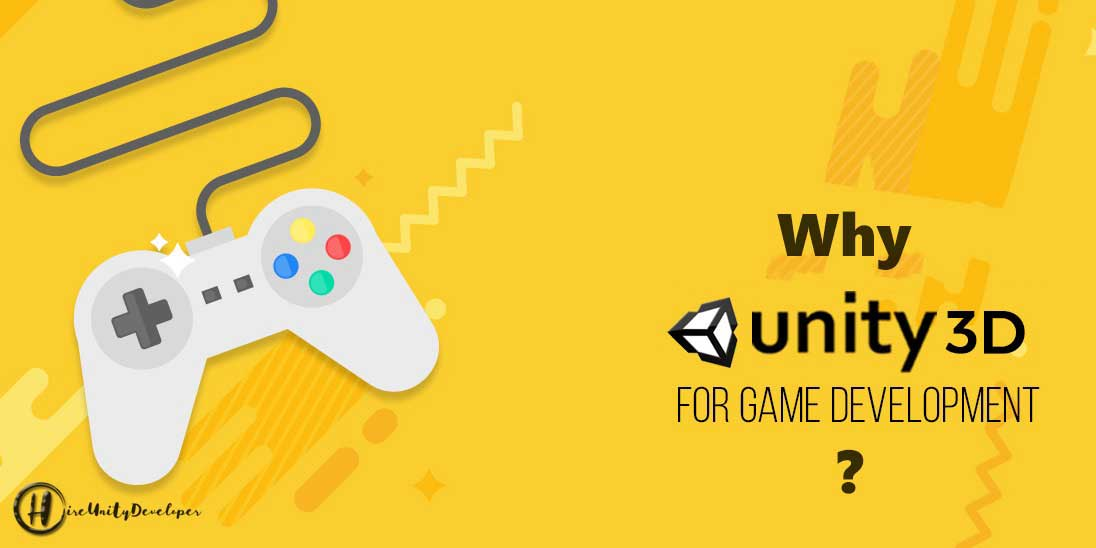 Why
unity 3D
FOR GAME DEVELOPMENT
?
HireUnityDeveloper